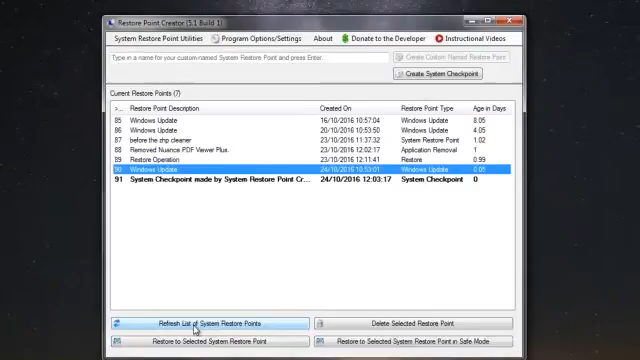 Restore Point Creator (5.1 Build 1)
System Restore Point Utilities Program Options/Settings About Donate to the Developer Instructional Videos
Type in a name for your custom-named System Restore Point and press Enter. Create Custom Named Restore Point
Create System Checkpoint
Current Restore Points (7)
>... Restore Point Description Created On Restore Point Type Age in Days
85 Windows Update 16/10/2016 10:57:04 Windows Update 8.05
86 Windows Update 20/10/2016 10:53:50 Windows Update 4.05
87 before the zhp cleaner 23/10/2016 11:37:32 System Restore Point 1.02
88 Removed Nuance PDF Viewer Plus. 23/10/2016 12:02:17 Application Removal 1
89 Restore Operation 23/10/2016 12:11:41 Restore 0.99
90 Windows Update 24/10/2016 10:53:01 Windows Update 0.05
91 System Checkpoint made by System Restore Point Cr... 24/10/2016 12:03:17 System Checkpoint 0
Refresh List of System Restore Points Delete Selected Restore Point
Restore to Selected System Restore Point Restore to Selected System Restore Point in Safe Mode